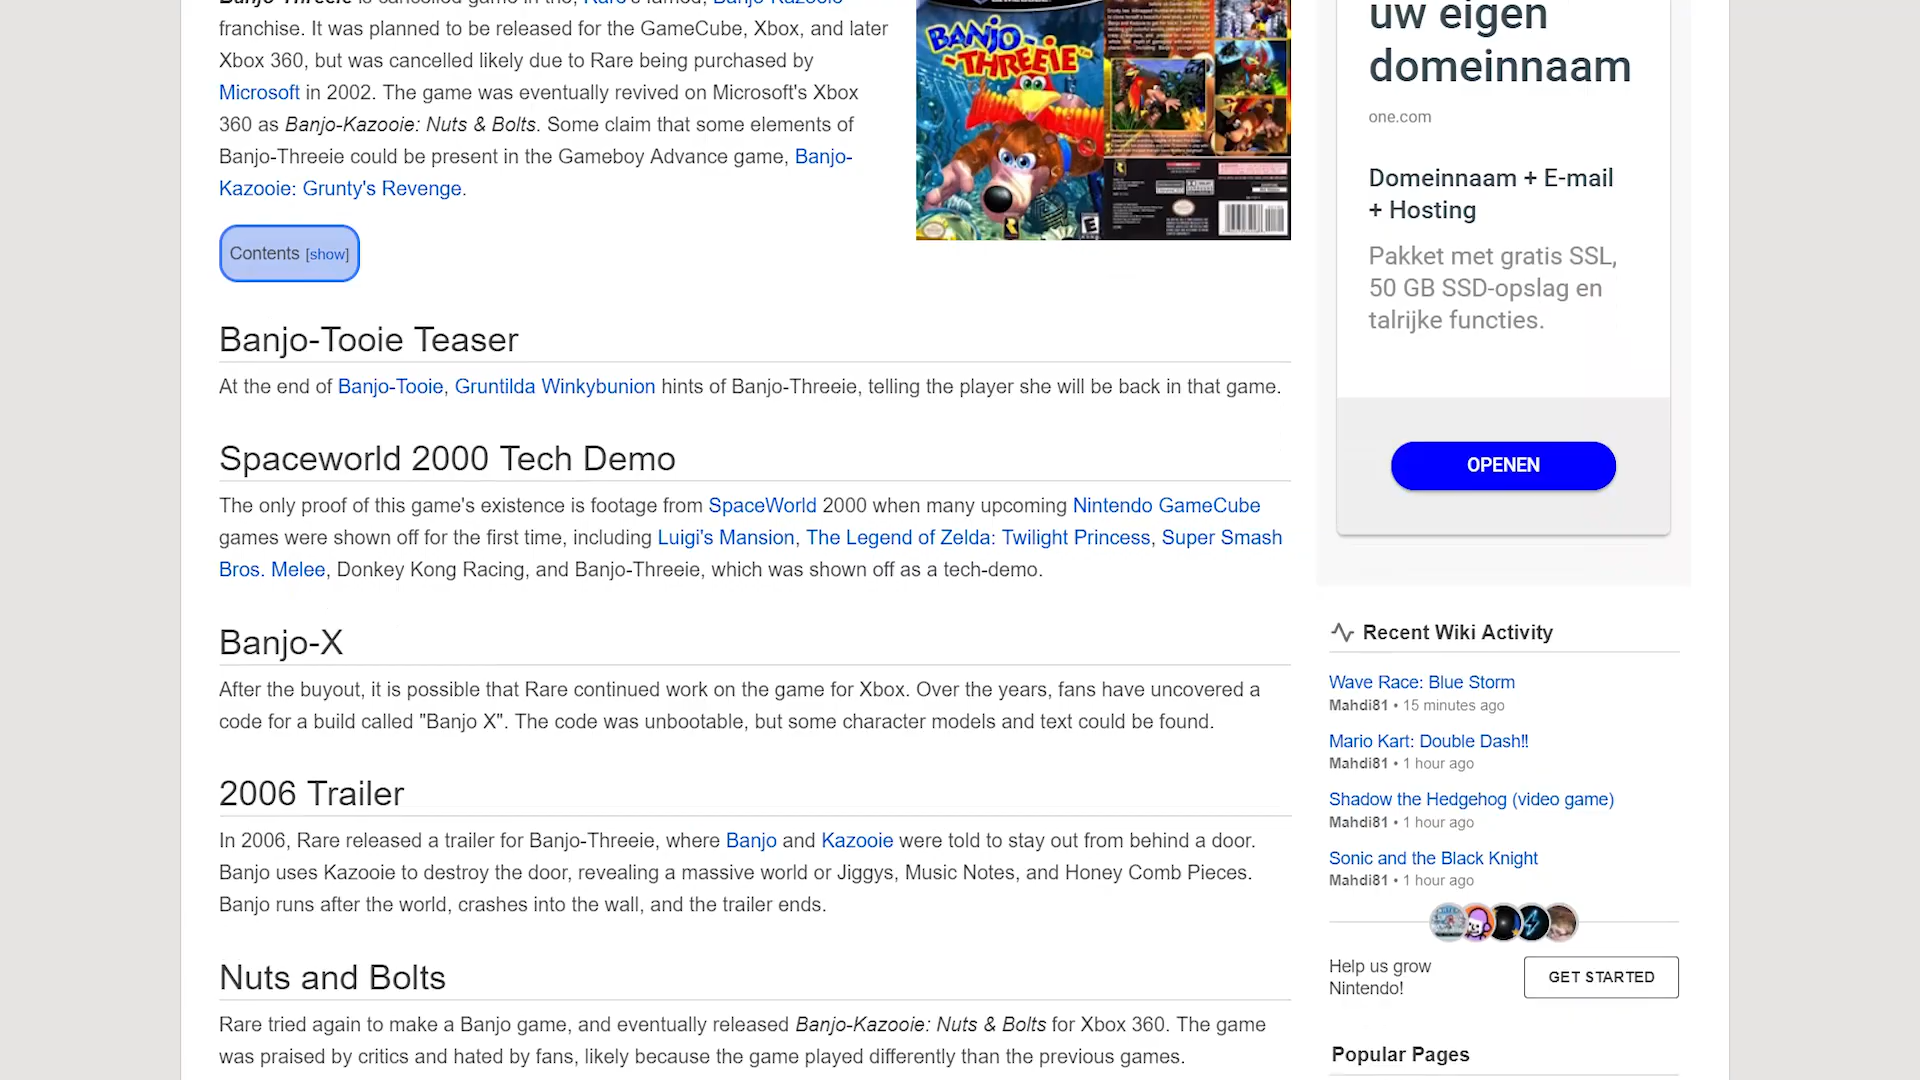 Banjo-Threeie is cancelled game in the, Rare's famed, Banjo-Kazooie
franchise. It was planned to be released for the GameCube, Xbox, and later
Xbox 360, but was cancelled likely due to Rare being purchased by
Microsoft in 2002. The game was eventually revived on Microsoft's Xbox
360 as Banjo-Kazooie: Nuts & Bolts. Some claim that some elements of
Banjo-Threeie could be present in the Gameboy Advance game, Banjo-
Kazooie: Grunty's Revenge.
BANJO-
-THREEIE
Contents [show]
Banjo-Tooie Teaser
At the end of Banjo-Tooie, Gruntilda Winkybunion hints of Banjo-Threeie, telling the player she will be back in that game.
Spaceworld 2000 Tech Demo
The only proof of this game's existence is footage from SpaceWorld 2000 when many upcoming Nintendo GameCube
games were shown off for the first time, including Luigi's Mansion, The Legend of Zelda: Twilight Princess, Super Smash
Bros. Melee, Donkey Kong Racing, and Banjo-Threeie, which was shown off as a tech-demo.
Banjo-X
After the buyout, it is possible that Rare continued work on the game for Xbox. Over the years, fans have uncovered a
code for a build called "Banjo X". The code was unbootable, but some character models and text could be found.
2006 Trailer
In 2006, Rare released a trailer for Banjo-Threeie, where Banjo and Kazooie were told to stay out from behind a door.
Banjo uses Kazooie to destroy the door, revealing a massive world or Jiggys, Music Notes, and Honey Comb Pieces.
Banjo runs after the world, crashes into the wall, and the trailer ends.
Nuts and Bolts
Rare tried again to make a Banjo game, and eventually released Banjo-Kazooie: Nuts & Bolts for Xbox 360. The game
was praised by critics and hated by fans, likely because the game played differently than the previous games.
uw eigen
domeinnaam
one.com
Domeinnaam + E-mail
+ Hosting
Pakket met gratis SSL,
50 GB SSD-opslag en
talrijke functies.
OPENEN
Recent Wiki Activity
Wave Race: Blue Storm
Mahdi81 • 15 minutes ago
Mario Kart: Double Dash!!
Mahdi81 • 1 hour ago
Shadow the Hedgehog (video game)
Mahdi81 • 1 hour ago
Sonic and the Black Knight
Mahdi81 • 1 hour ago
Help us grow
Nintendo!
GET STARTED
Popular Pages